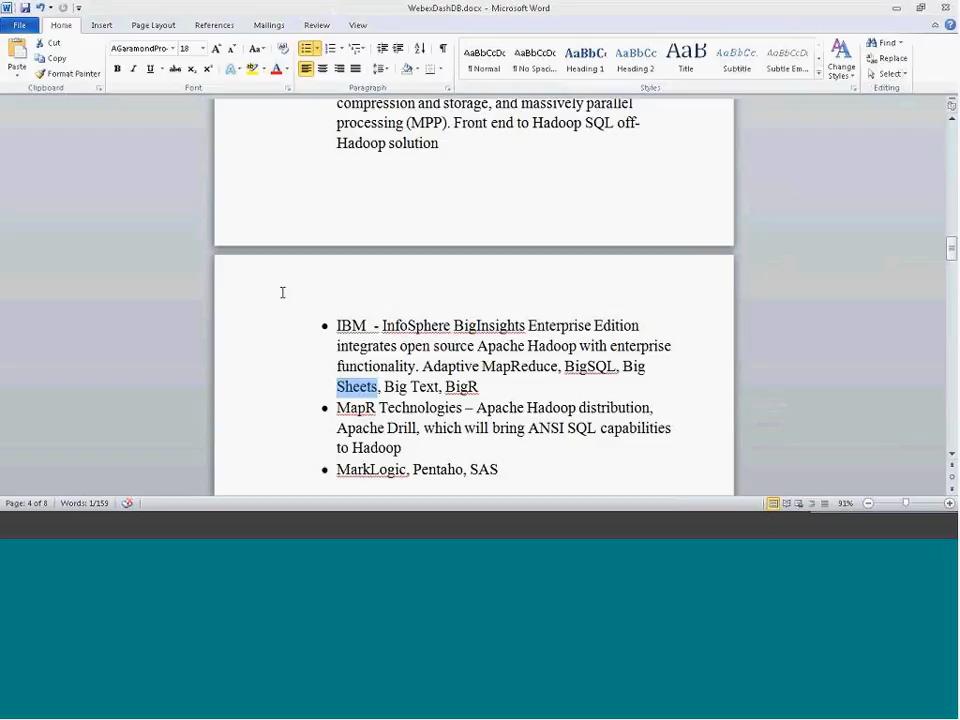 WebexDashDB.docx - Microsoft Word
File Home Insert Page Layout References Mailings Review View
Paste
Cut
Copy
Format Painter
Clipboard
AGaramondPro- 18
Font
Paragraph
AaBbCcDc AaBbCcDc AaBbC AaBbCc AaB AaBbCc. AaBbCcDc
¶ Normal ¶ No Spaci... Heading 1 Heading 2 Title Subtitle Subtle Em...
Styles
Change Styles
Find
Replace
Select
Editing
compression and storage, and massively parallel
processing (MPP). Front end to Hadoop SQL off-
Hadoop solution
• IBM - InfoSphere BigInsights Enterprise Edition
integrates open source Apache Hadoop with enterprise
functionality. Adaptive MapReduce, BigSQL, Big
Sheets, Big Text, BigR
• MapR Technologies – Apache Hadoop distribution,
Apache Drill, which will bring ANSI SQL capabilities
to Hadoop
• MarkLogic, Pentaho, SAS
Page: 4 of 8 Words: 1/159 91%